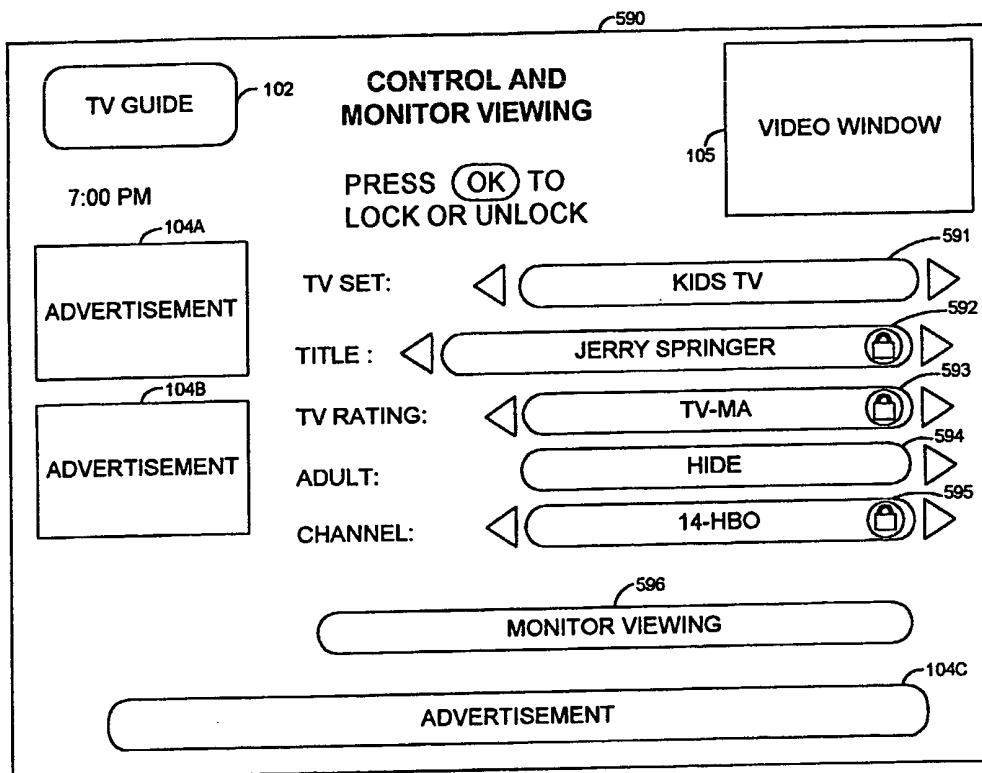 590
TV GUIDE
102
CONTROL AND
MONITOR VIEWING
VIDEO WINDOW
105
7:00 PM
PRESS OK TO
LOCK OR UNLOCK
104A
ADVERTISEMENT
104B
ADVERTISEMENT
591
TV SET: KIDS TV
592
TITLE : JERRY SPRINGER
593
TV RATING: TV-MA
594
ADULT: HIDE
595
CHANNEL: 14-HBO
596
MONITOR VIEWING
104C
ADVERTISEMENT